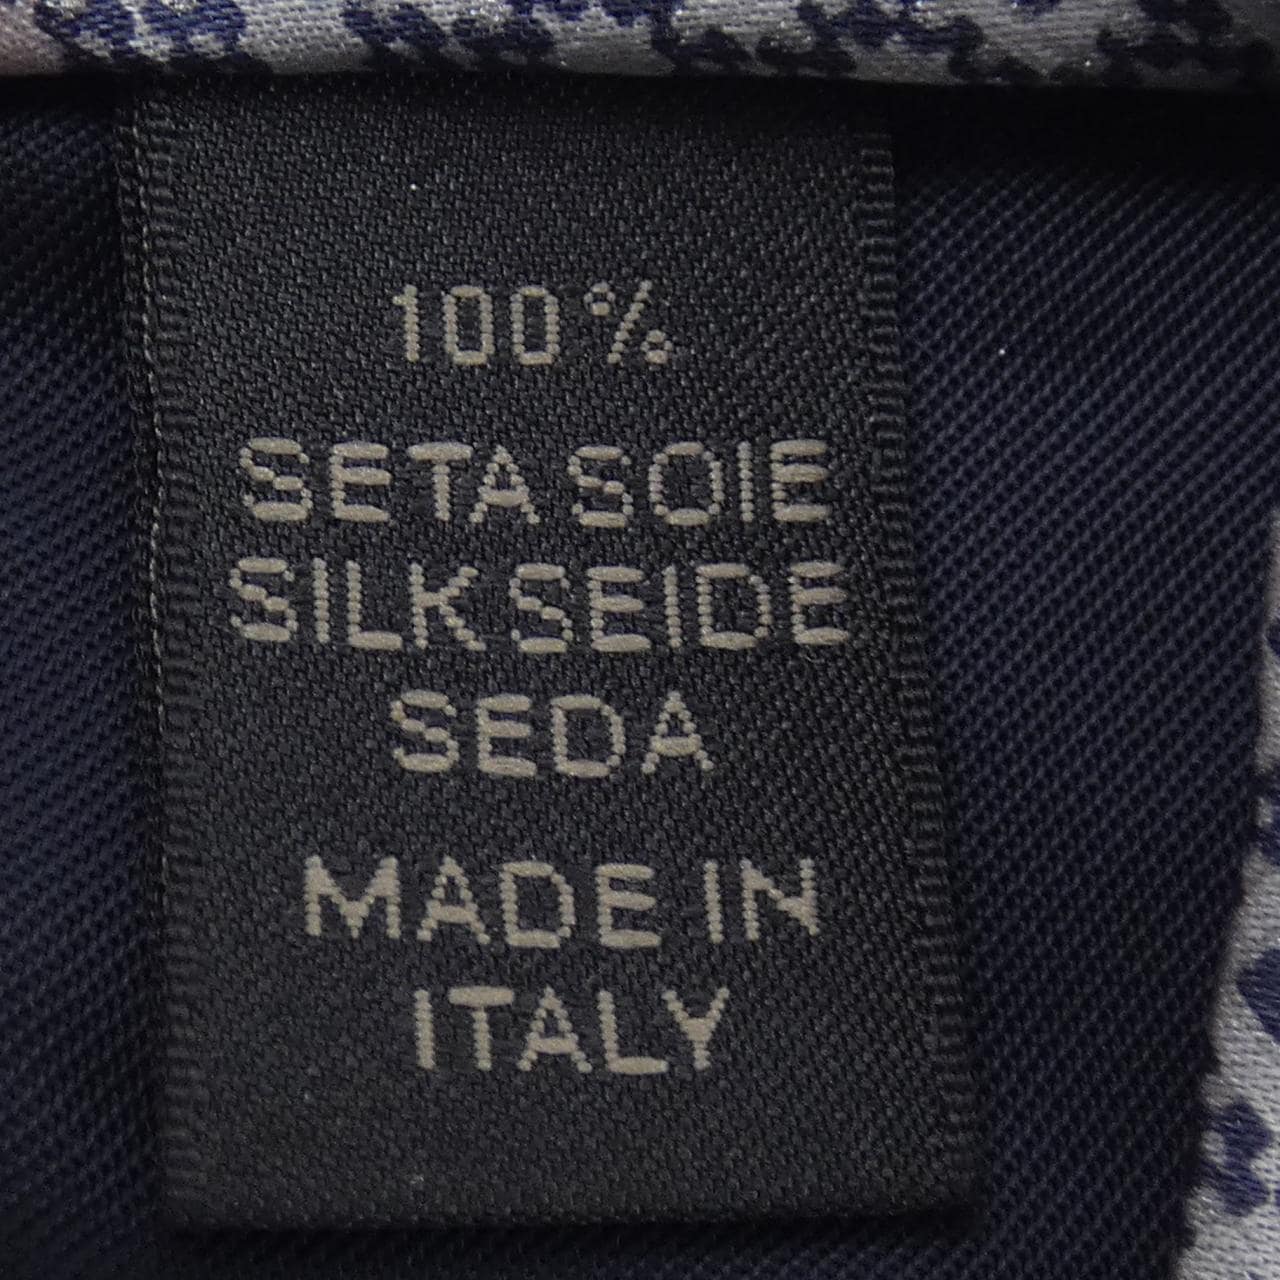 100%
SETA SOIE
SILK SEIDE
SEDA
MADE IN
ITALY